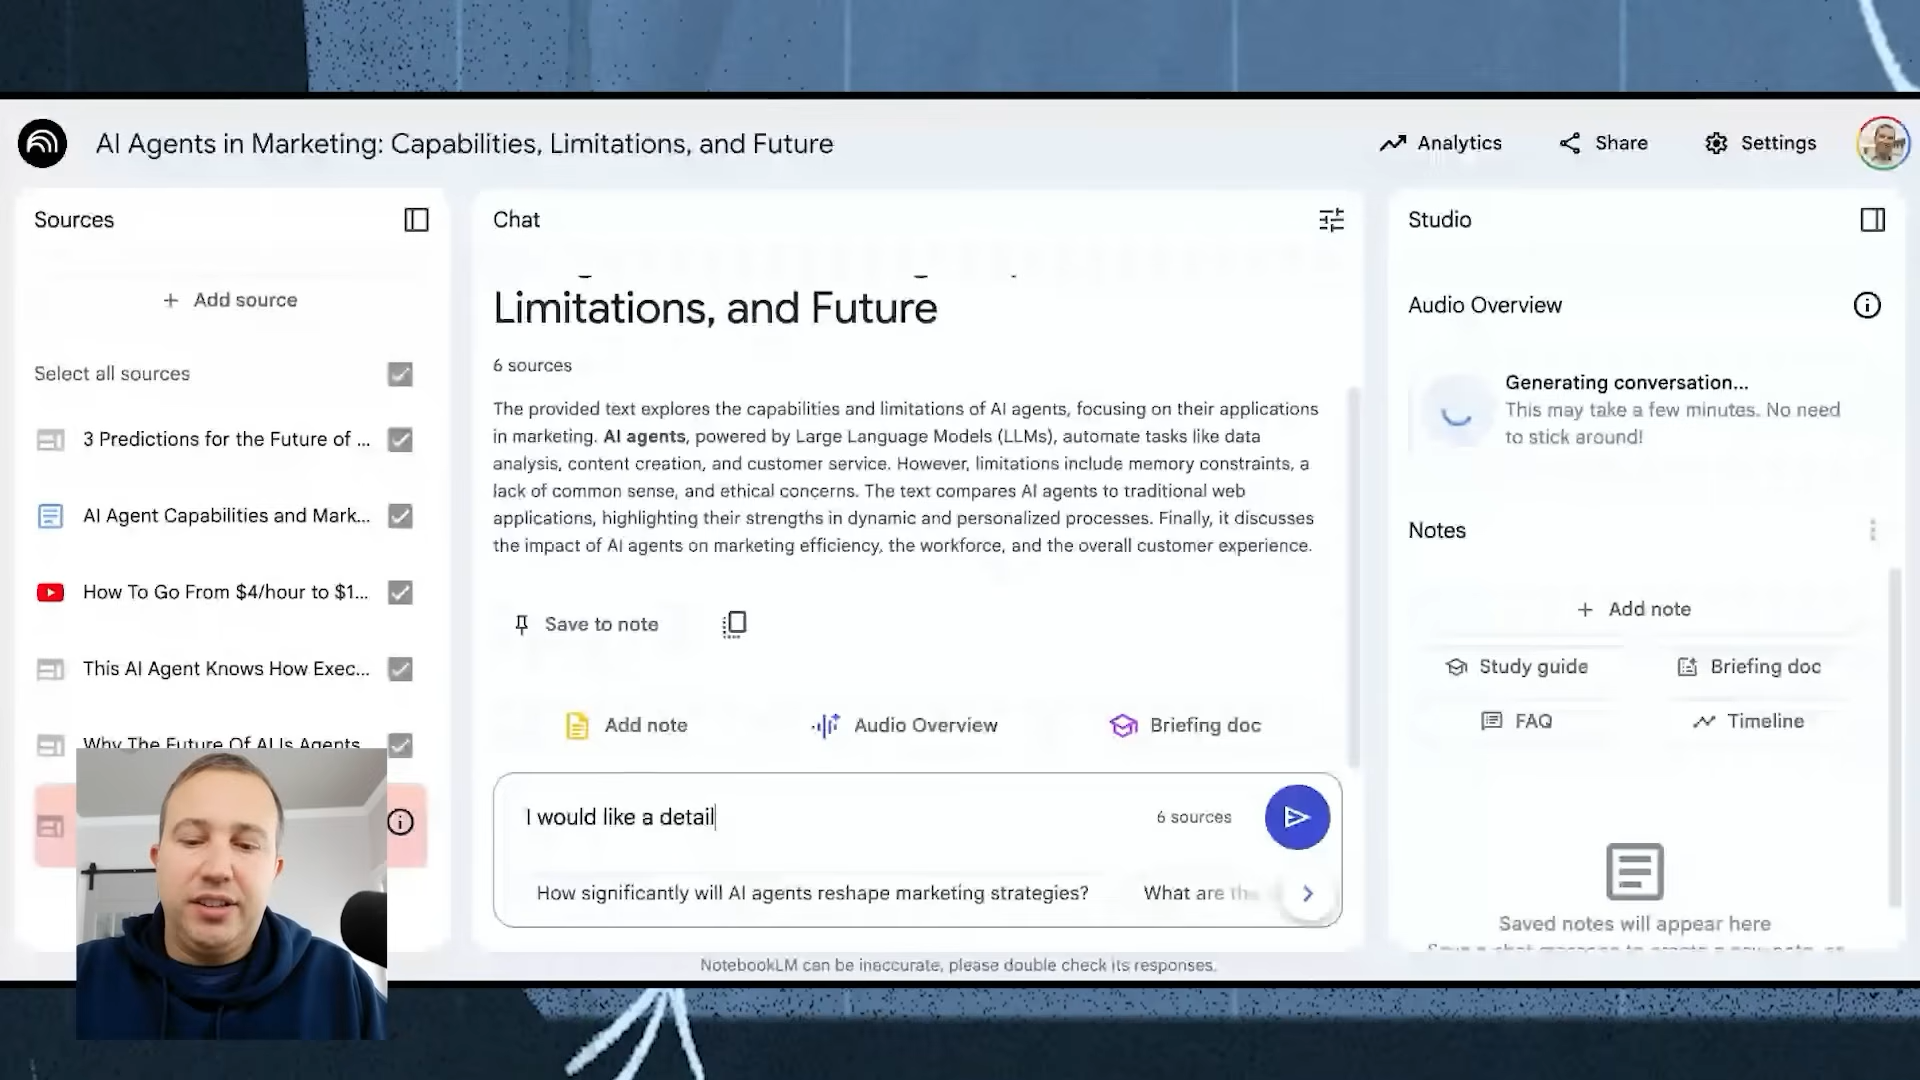 AI Agents in Marketing: Capabilities, Limitations, and Future
Analytics
Share
Settings
Sources
Add source
Select all sources
3 Predictions for the Future of ...
AI Agent Capabilities and Mark...
How To Go From $4/hour to $1...
This AI Agent Knows How Exec...
Why The Future Of AI Is Agents
Chat
Limitations, and Future
6 sources
The provided text explores the capabilities and limitations of AI agents, focusing on their applications
in marketing. AI agents, powered by Large Language Models (LLMs), automate tasks like data
analysis, content creation, and customer service. However, limitations include memory constraints, a
lack of common sense, and ethical concerns. The text compares AI agents to traditional web
applications, highlighting their strengths in dynamic and personalized processes. Finally, it discusses
the impact of AI agents on marketing efficiency, the workforce, and the overall customer experience.
Save to note
Add note
Audio Overview
Briefing doc
I would like a detail
6 sources
How significantly will AI agents reshape marketing strategies?
What are the
NotebookLM can be inaccurate, please double check its responses.
Studio
Audio Overview
Generating conversation...
This may take a few minutes. No need
to stick around!
Notes
Add note
Study guide
Briefing doc
FAQ
Timeline
Saved notes will appear here